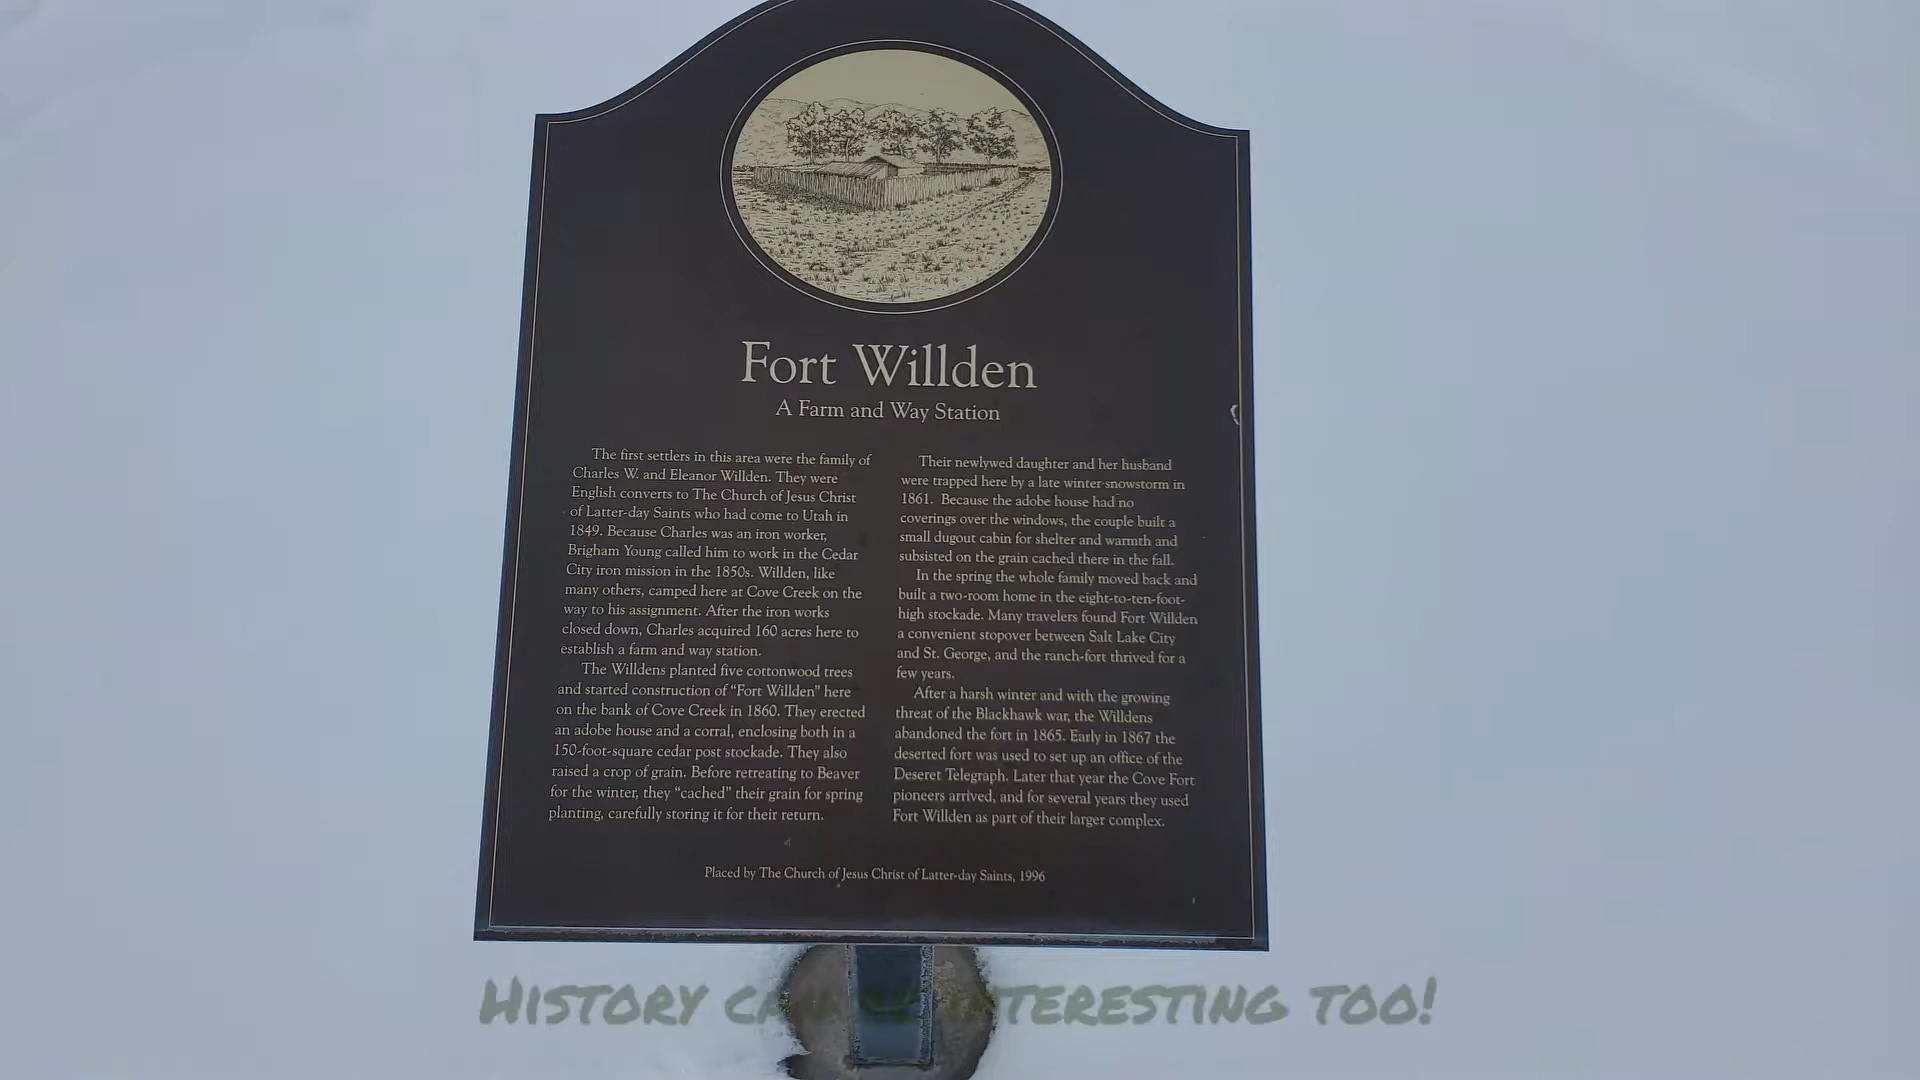 Fort Willden
A Farm and Way Station
The first settlers in this area were the family of
Charles W. and Eleanor Willden. They were
English converts to The Church of Jesus Christ
of Latter-day Saints who had come to Utah in
1849. Because Charles was an iron worker,
Brigham Young called him to work in the Cedar
City iron mission in the 1850s. Willden, like
many others, camped here at Cove Creek on the
way to his assignment. After the iron works
closed down, Charles acquired 160 acres here to
establish a farm and way station.
The Willdens planted five cottonwood trees
and started construction of “Fort Willden” here
on the bank of Cove Creek in 1860. They erected
an adobe house and a corral, enclosing both in a
150-foot-square cedar post stockade. They also
raised a crop of grain. Before retreating to Beaver
for the winter, they “cached” their grain for spring
planting, carefully storing it for their return.
Their newlywed daughter and her husband
were trapped here by a late winter snowstorm in
1861. Because the adobe house had no
coverings over the windows, the couple built a
small dugout cabin for shelter and warmth and
subsisted on the grain cached there in the fall.
In the spring the whole family moved back and
built a two-room home in the eight-to-ten-foot-
high stockade. Many travelers found Fort Willden
a convenient stopover between Salt Lake City
and St. George, and the ranch-fort thrived for a
few years.
After a harsh winter and with the growing
threat of the Blackhawk war, the Willdens
abandoned the fort in 1865. Early in 1867 the
deserted fort was used to set up an office of the
Deseret Telegraph. Later that year the Cove Fort
pioneers arrived, and for several years they used
Fort Willden as part of their larger complex.
Placed by The Church of Jesus Christ of Latter-day Saints, 1996
History can be interesting too!